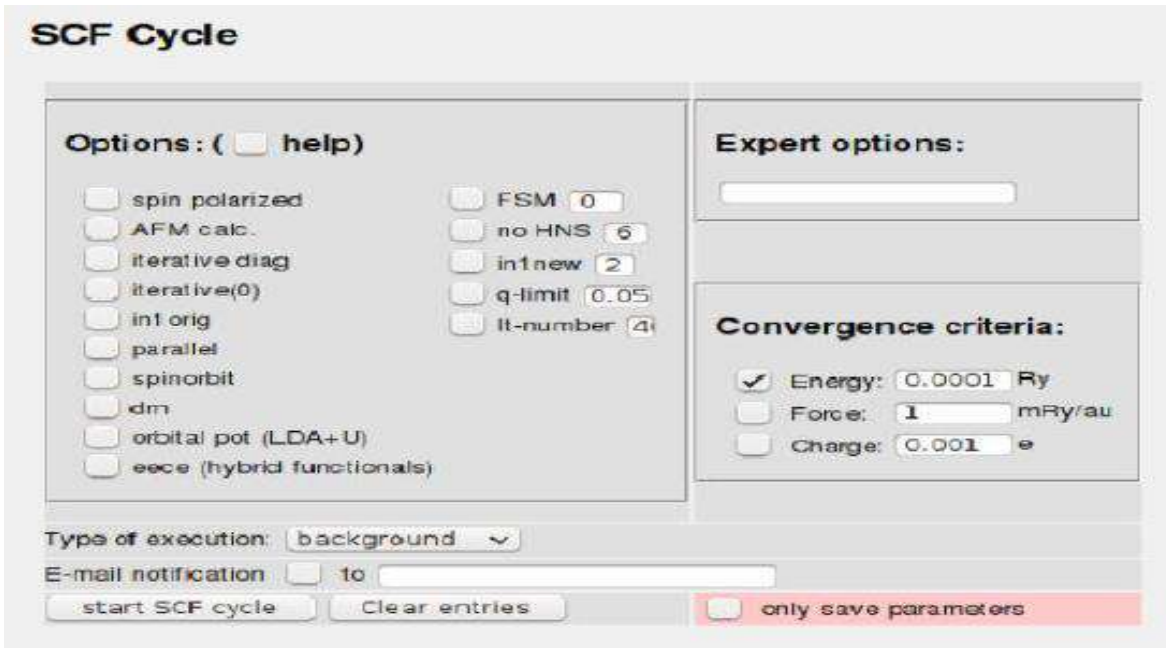 SCF Cycle
Options: ( help)
spin polarized
AFM calc.
iterative diag
iterative(0)
in1 orig
parallel
spinorbit
dm
orbital pot (LDA+U)
eece (hybrid functionals)
FSM 0
no HNS 6
in1new 2
q-limit 0.05
It-number 4
Expert options:
Convergence criteria:
Energy: 0.0001 Ry
Force: 1 mRy/au
Charge: 0.001 e
Type of execution: background
E-mail notification to
start SCF cycle Clear entries only save parameters